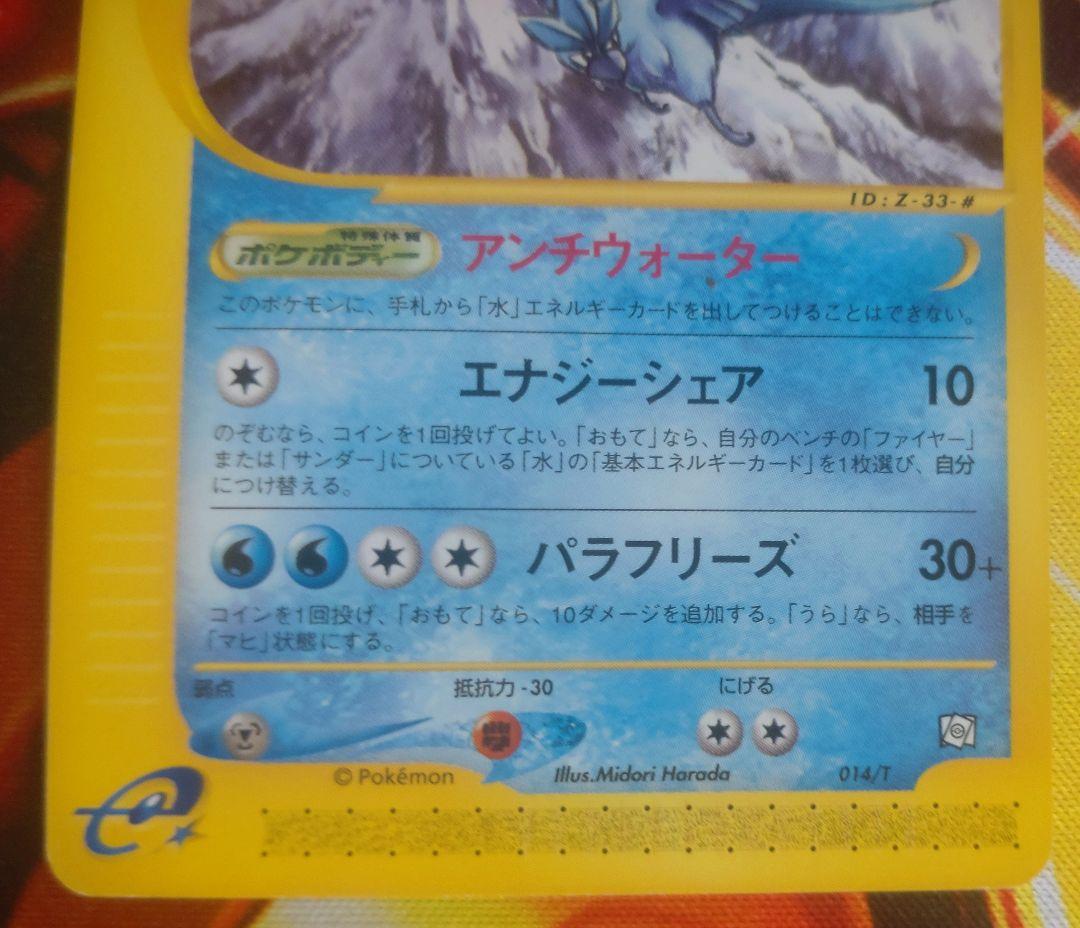 ID: Z-33-#
特殊体質
ポケボディー アンチウォーター
このポケモンに、手札から「水」エネルギーカードを出してつけることはできない。
エナジーシェア 10
のぞむなら、コインを1回投げてよい。「おもて」なら、自分のベンチの「ファイヤー」
または「サンダー」についている「水」の「基本エネルギーカード」を1枚選び、自分
につけ替える。
パラフリーズ 30+
コインを1回投げ、「おもて」なら、10ダメージを追加する。「うら」なら、相手を
「マヒ」状態にする。
弱点 抵抗力 -30 にげる
© Pokémon Illus.Midori Harada 014/T
e